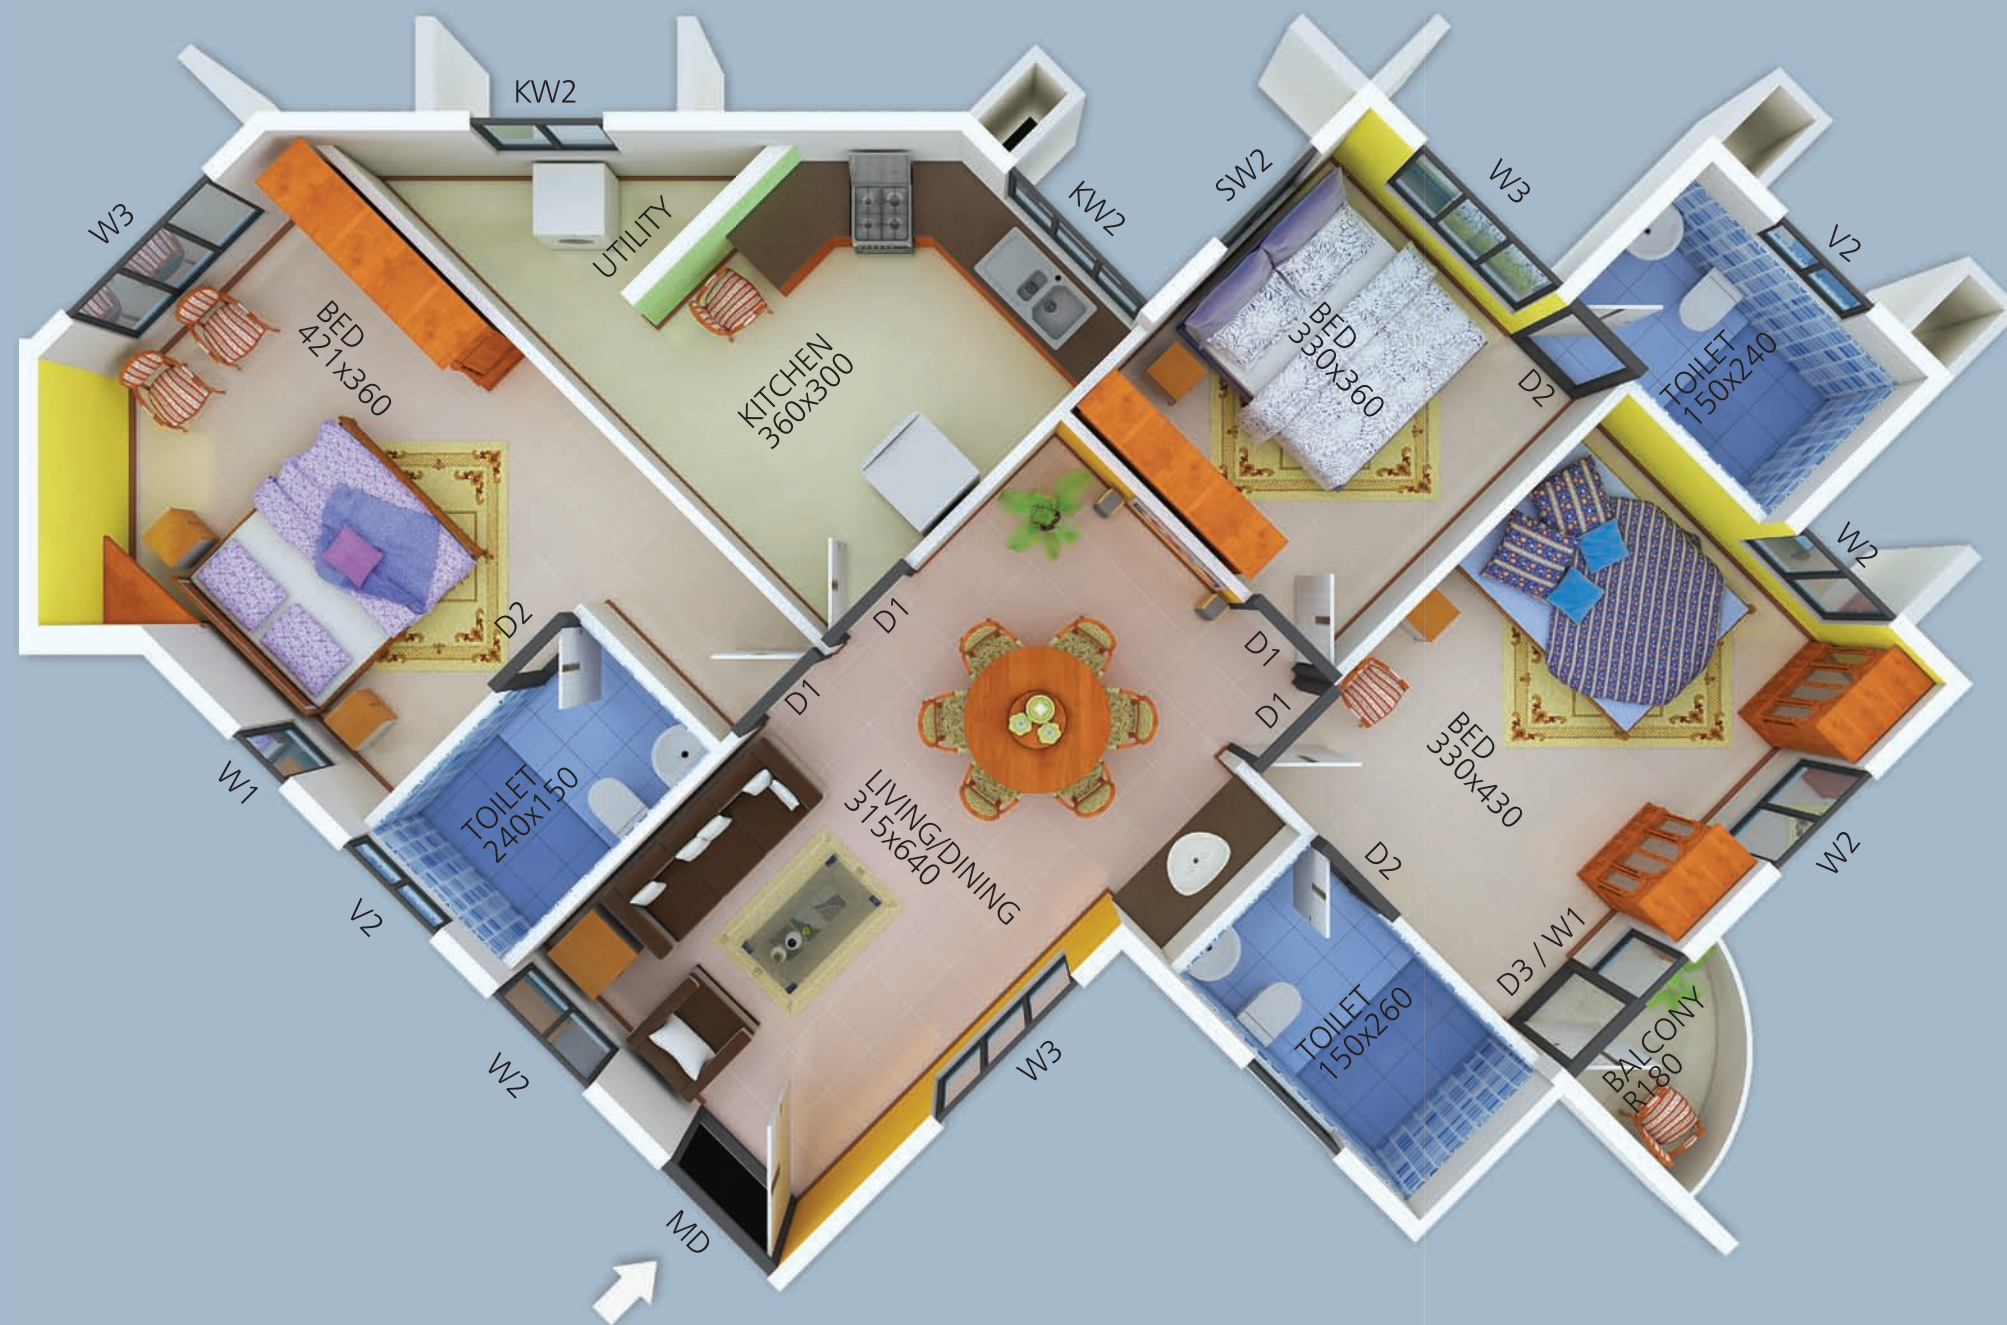 KW2
W3
UTILITY
KW2
SW2
W3
V2
BED
421x360
KITCHEN
360x300
BED
330x360
D2
TOILET
150x240
W2
D2
D1
D1
D1
D1
BED
330x430
W1
TOILET
240x150
LIVING/DINING
315x640
D2
W2
V2
D3 / W1
W2
W3
TOILET
150x260
BALCONY
R180
MD